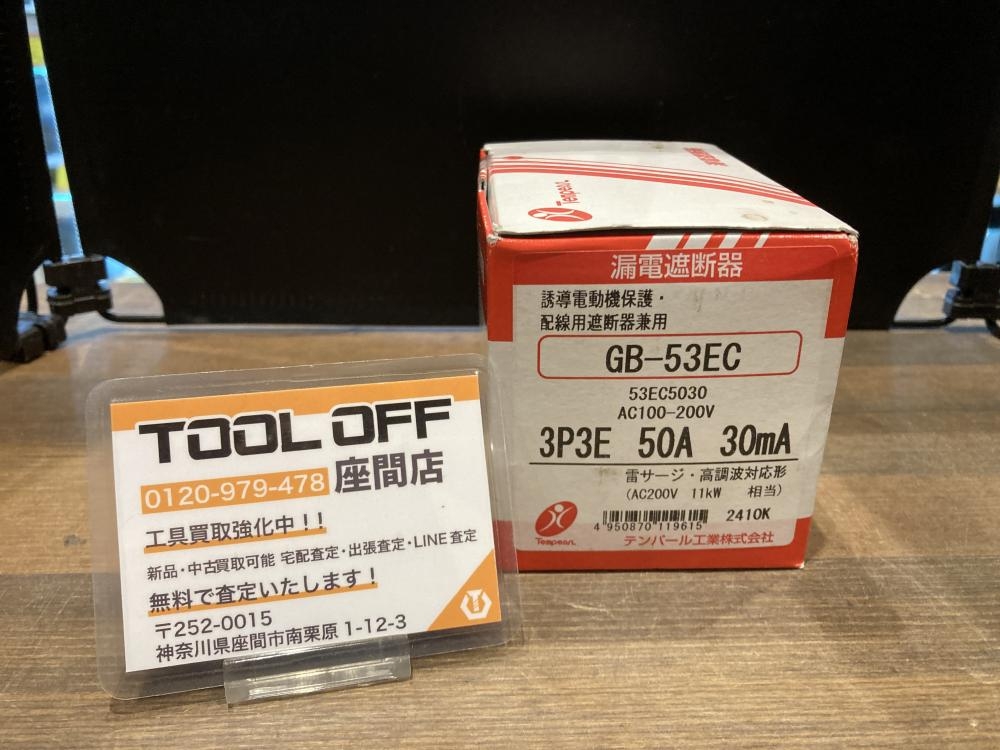 TOOL OFF
0120-979-478 座間店
工具買取強化中!!
新品・中古買取可能 宅配査定・出張査定・LINE査定
無料で査定いたします!
〒252-0015
神奈川県座間市南栗原 1-12-3
Tempearl
漏電遮断器
誘導電動機保護・
配線用遮断器兼用
GB-53EC
53EC5030
AC100-200V
3P3E 50A 30mA
雷サージ・高調波対応形
(AC200V 11kW 相当)
4 950870 119615 2410K
Tempearl テンパール工業株式会社